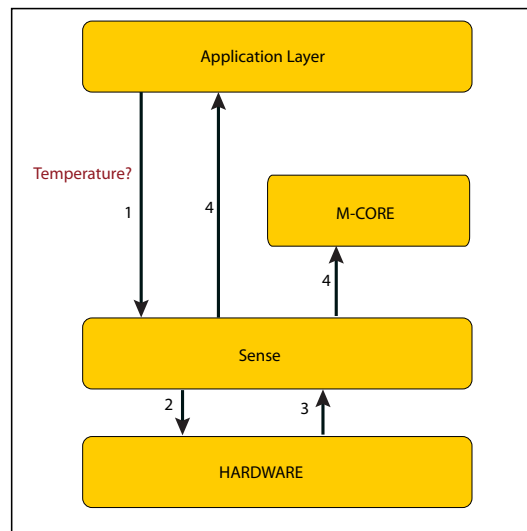 Application Layer
Temperature?
1
4
M-CORE
4
Sense
2
3
HARDWARE